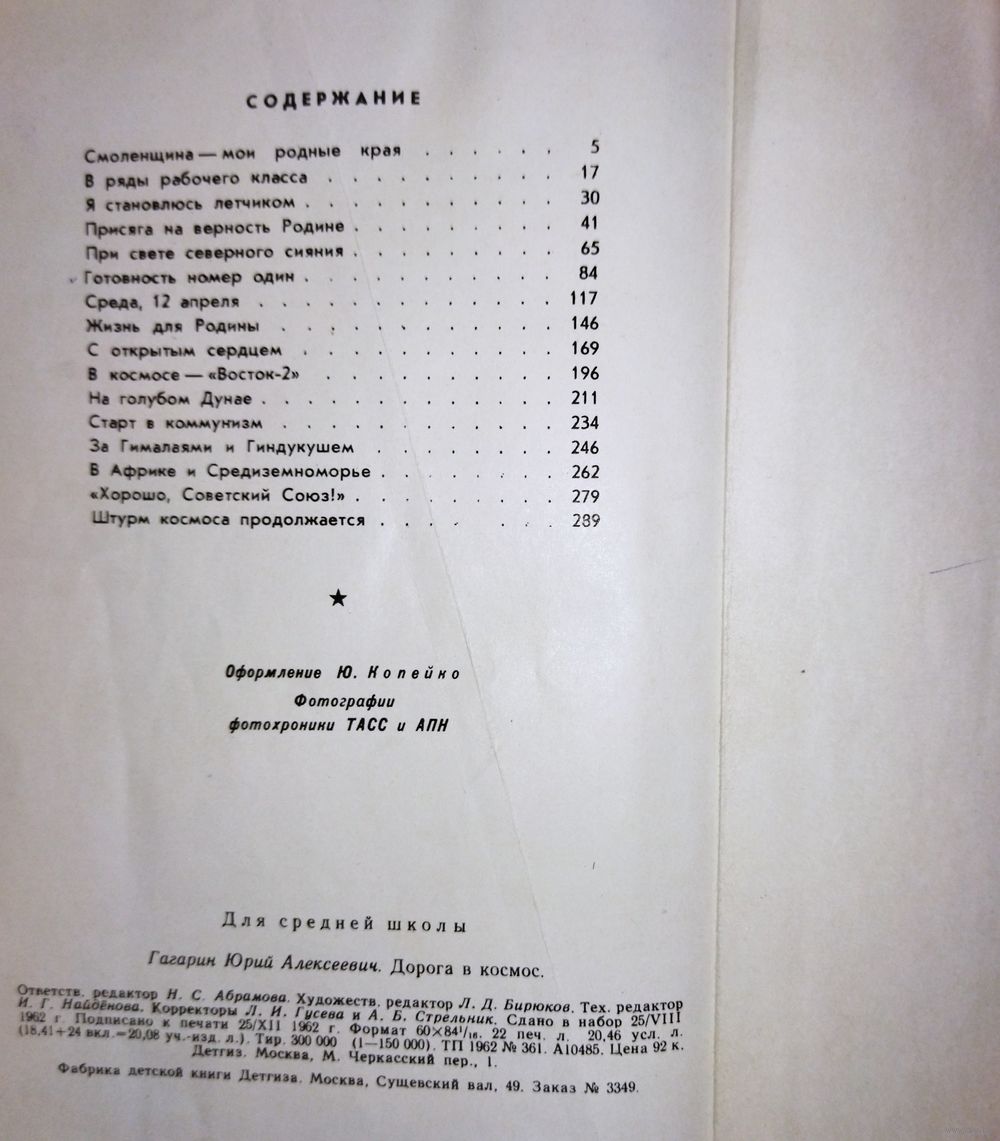 СОДЕРЖАНИЕ
Смоленщина — мои родные края . . . . . . 5
В ряды рабочего класса . . . . . . . . . . 17
Я становлюсь летчиком . . . . . . . . . . . 30
Присяга на верность Родине . . . . . . . . . 41
При свете северного сияния . . . . . . . . . 65
Готовность номер один . . . . . . . . . . . 84
Среда, 12 апреля . . . . . . . . . . . . . 117
Жизнь для Родины . . . . . . . . . . . . 146
С открытым сердцем . . . . . . . . . . . 169
В космосе — «Восток-2» . . . . . . . . . . 196
На голубом Дунае . . . . . . . . . . . . . 211
Старт в коммунизм . . . . . . . . . . . . 234
За Гималаями и Гиндукушем . . . . . . . 246
В Африке и Средиземноморье . . . . . . . . 262
«Хорошо, Советский Союз!» . . . . . . . . . 279
Штурм космоса продолжается . . . . . . . 289
★
Оформление Ю. Копейко
Фотографии
фотохроники ТАСС и АПН
Для средней школы
Гагарин Юрий Алексеевич. Дорога в космос.
Ответств. редактор Н. С. Абрамова. Художеств. редактор Л. Д. Бирюков. Тех. редактор
И. Г. Найдёнова. Корректоры Л. И. Гусева и А. Б. Стрельник. Сдано в набор 25/VIII
1962 г. Подписано к печати 25/XII 1962 г. Формат 60×84¹/₁₆. 22 печ. л. 20,46 усл. л.
(18,41+24 вкл.=20,08 уч.-изд. л.). Тир. 300 000 (1—150 000). ТП 1962 № 361. А10485. Цена 92 к.
Детгиз. Москва, М. Черкасский пер., 1.
Фабрика детской книги Детгиза. Москва, Сущевский вал, 49. Заказ № 3349.